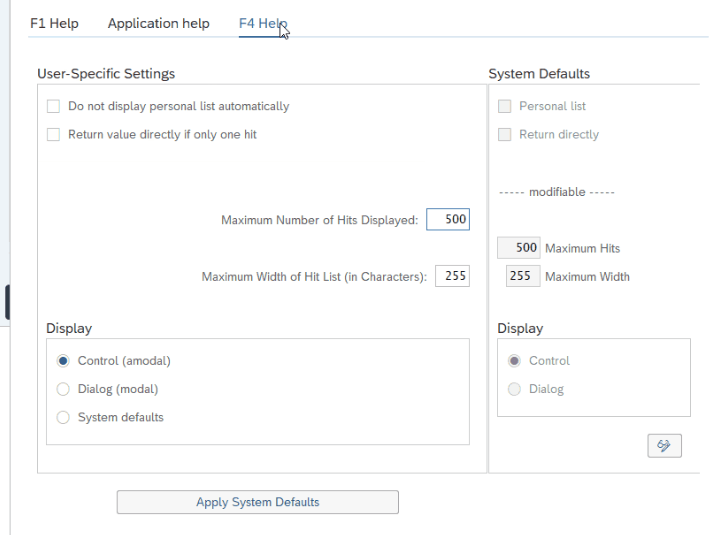 F1 Help Application help F4 Help
User-Specific Settings
Do not display personal list automatically
Return value directly if only one hit
Maximum Number of Hits Displayed: 500
Maximum Width of Hit List (in Characters): 255
Display
Control (amodal)
Dialog (modal)
System defaults
System Defaults
Personal list
Return directly
----- modifiable -----
500 Maximum Hits
255 Maximum Width
Display
Control
Dialog
Apply System Defaults